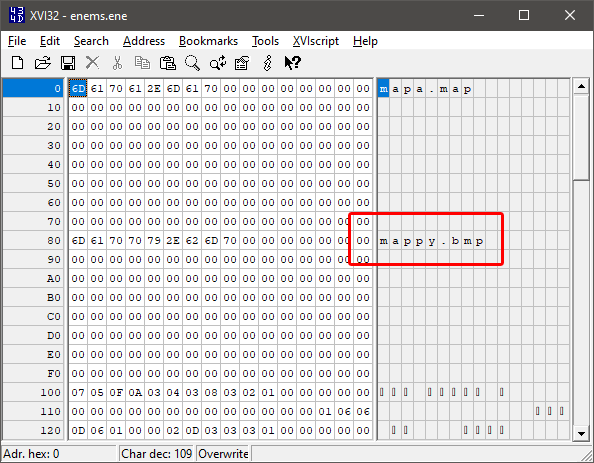 XVI32 - enems.ene
File Edit Search Address Bookmarks Tools XVIscript Help
0 6D 61 70 61 2E 6D 61 70 00 00 00 00 00 00 00 00 mapa.map
10 00 00 00 00 00 00 00 00 00 00 00 00 00 00 00 00
20 00 00 00 00 00 00 00 00 00 00 00 00 00 00 00 00
30 00 00 00 00 00 00 00 00 00 00 00 00 00 00 00 00
40 00 00 00 00 00 00 00 00 00 00 00 00 00 00 00 00
50 00 00 00 00 00 00 00 00 00 00 00 00 00 00 00 00
60 00 00 00 00 00 00 00 00 00 00 00 00 00 00 00 00
70 00 00 00 00 00 00 00 00 00 00 00 00 00 00 00 00
80 6D 61 70 70 79 2E 62 6D 70 00 00 00 00 00 00 00 mappy.bmp
90 00 00 00 00 00 00 00 00 00 00 00 00 00 00 00 00
A0 00 00 00 00 00 00 00 00 00 00 00 00 00 00 00 00
B0 00 00 00 00 00 00 00 00 00 00 00 00 00 00 00 00
C0 00 00 00 00 00 00 00 00 00 00 00 00 00 00 00 00
D0 00 00 00 00 00 00 00 00 00 00 00 00 00 00 00 00
E0 00 00 00 00 00 00 00 00 00 00 00 00 00 00 00 00
F0 00 00 00 00 00 00 00 00 00 00 00 00 00 00 00 00
100 07 05 0F 0A 03 04 03 08 03 02 01 00 00 00 00 00
110 00 00 00 00 00 00 00 00 00 00 00 00 00 01 06 06
120 0D 06 01 00 00 02 0D 03 03 03 01 00 00 00 00 00
Adr. hex: 0 Char dec: 109 Overwrite